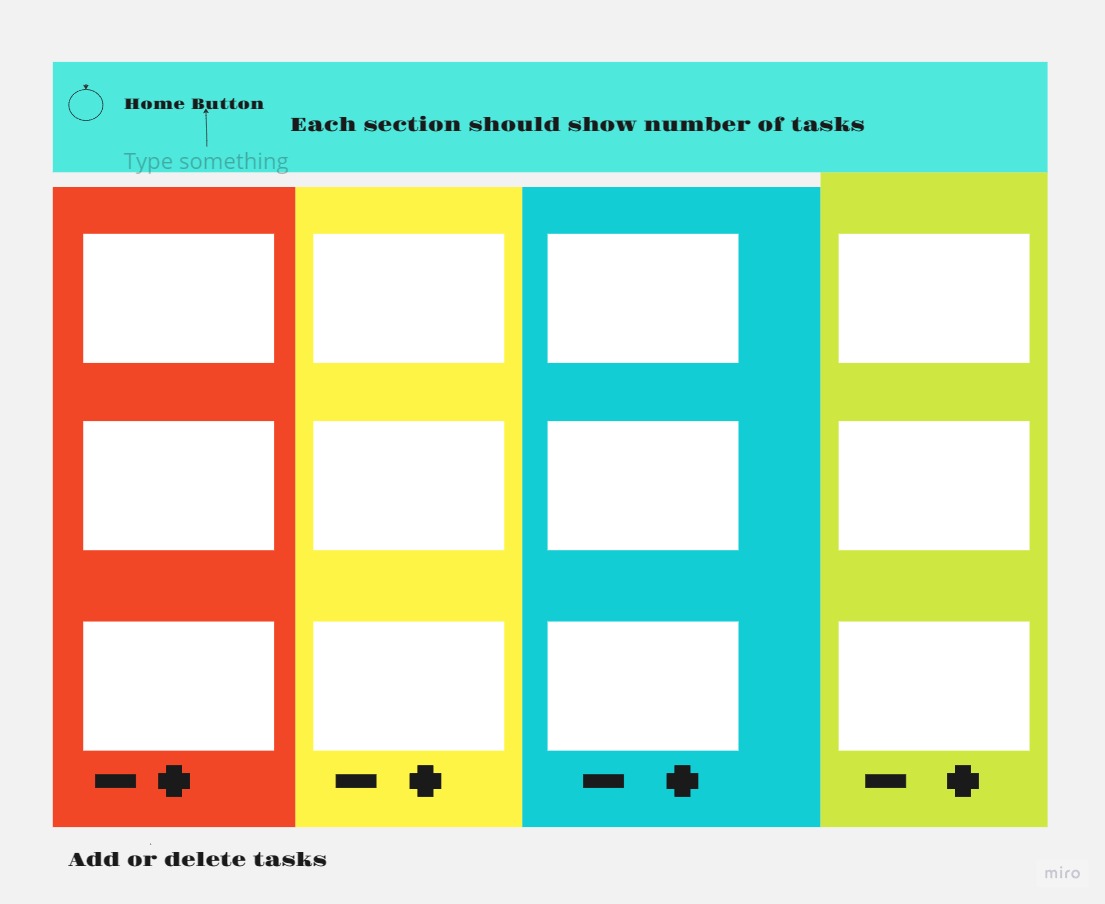 Home Button
Each section should show number of tasks
Type something
Add or delete tasks
miro